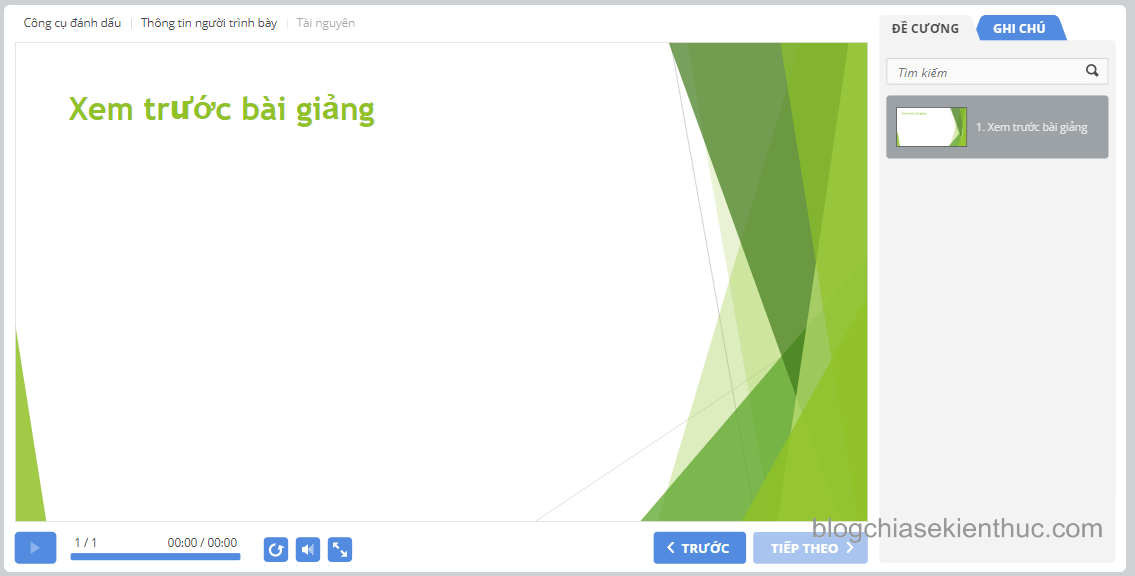 Công cụ đánh dấu
Thông tin người trình bày
Tài nguyên
ĐỀ CƯƠNG
GHI CHÚ
Xem trước bài giảng
Tìm kiếm
1. Xem trước bài giảng
1 / 1
00:00 / 00:00
TRƯỚC
TIẾP THEO
blogchiasekienthuc.com